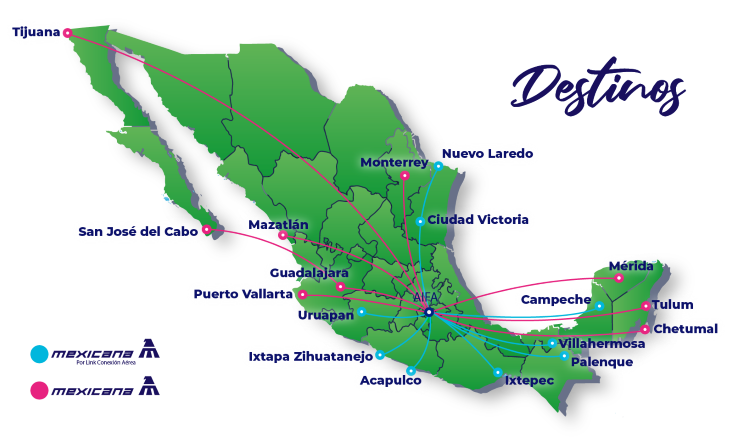 Tijuana
Destinos
Nuevo Laredo
Monterrey
Ciudad Victoria
Mazatlán
San José del Cabo
Guadalajara
Mérida
Puerto Vallarta
AIFA
Campeche
Tulum
Uruapan
Chetumal
Villahermosa
Ixtapa Zihuatanejo
Palenque
Acapulco
Ixtepec
mexicana
Por Link Conexión Aérea
mexicana